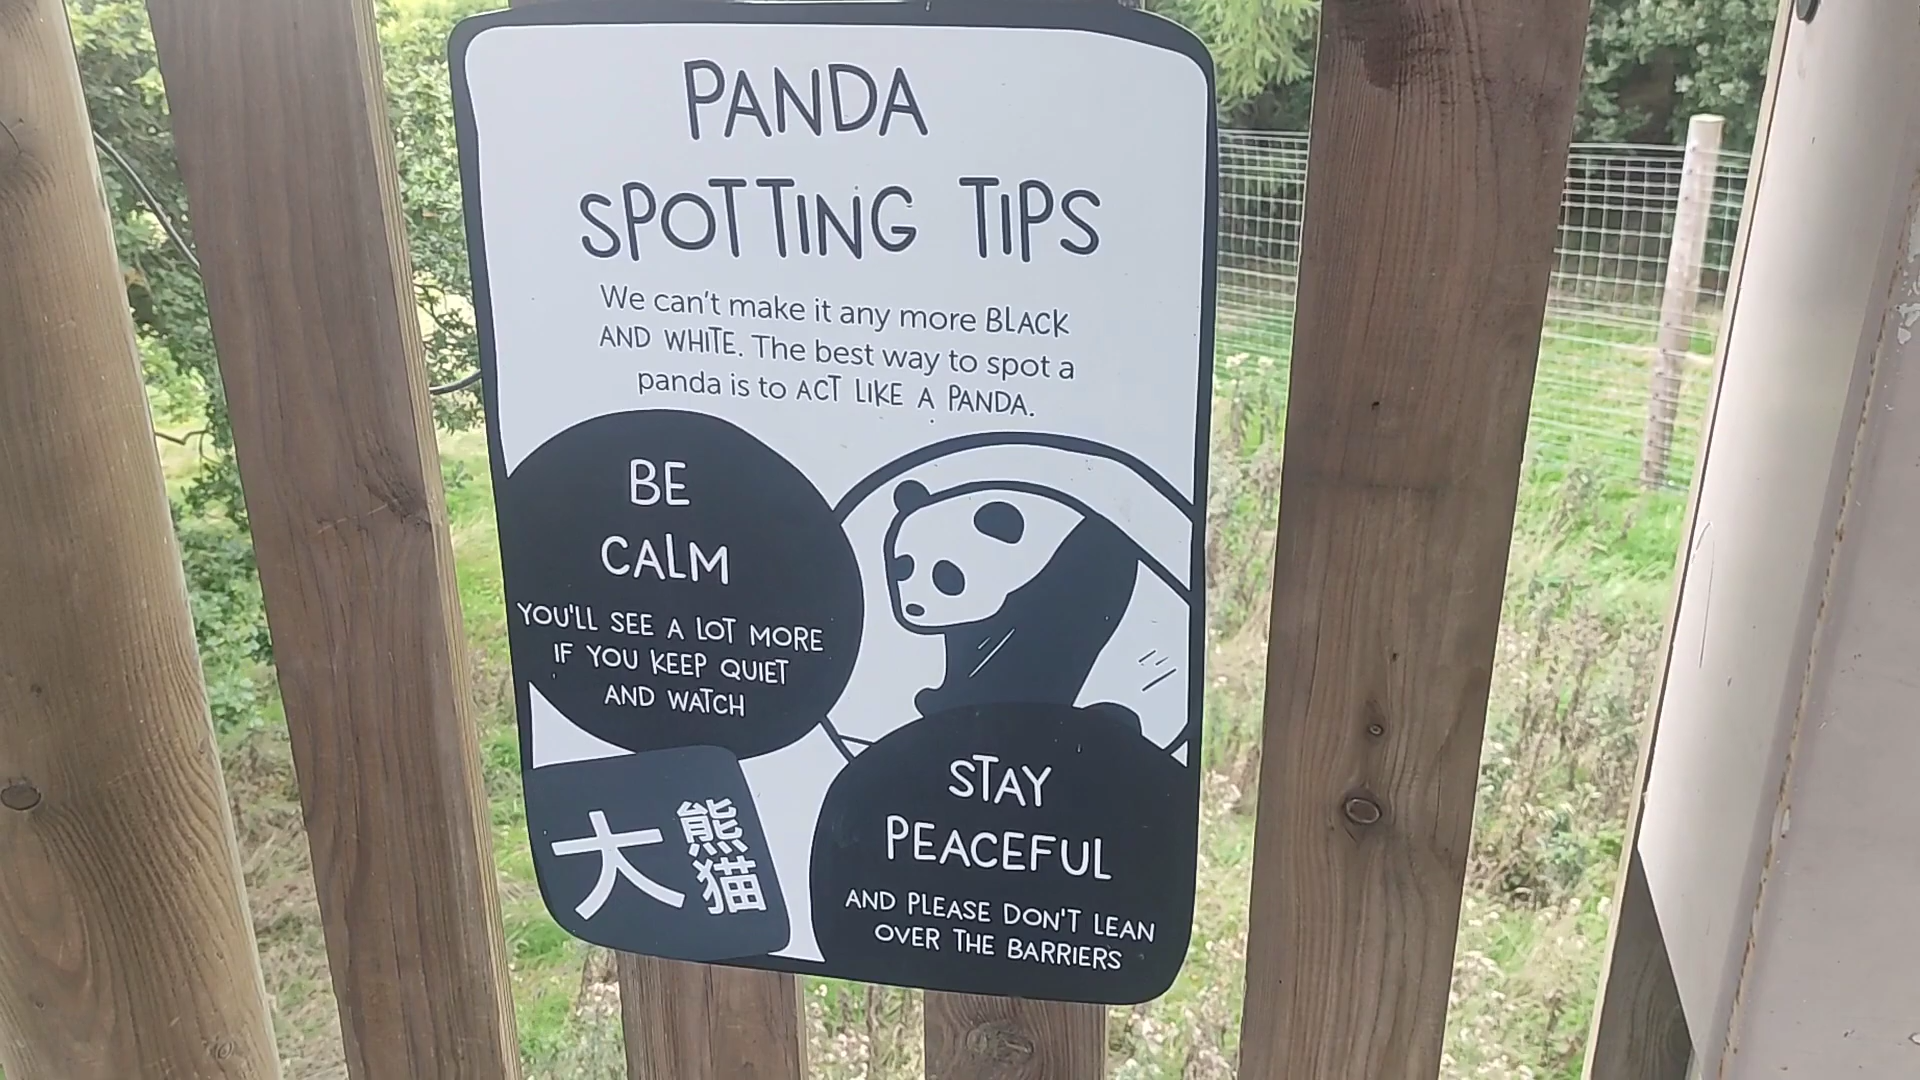 PANDA
SPOTTING TIPS
We can't make it any more BLACK
AND WHITE. The best way to spot a
panda is to ACT LIKE A PANDA.
BE
CALM
YOU'LL SEE A LOT MORE
IF YOU KEEP QUIET
AND WATCH
大熊猫
STAY
PEACEFUL
AND PLEASE DON'T LEAN
OVER THE BARRIERS